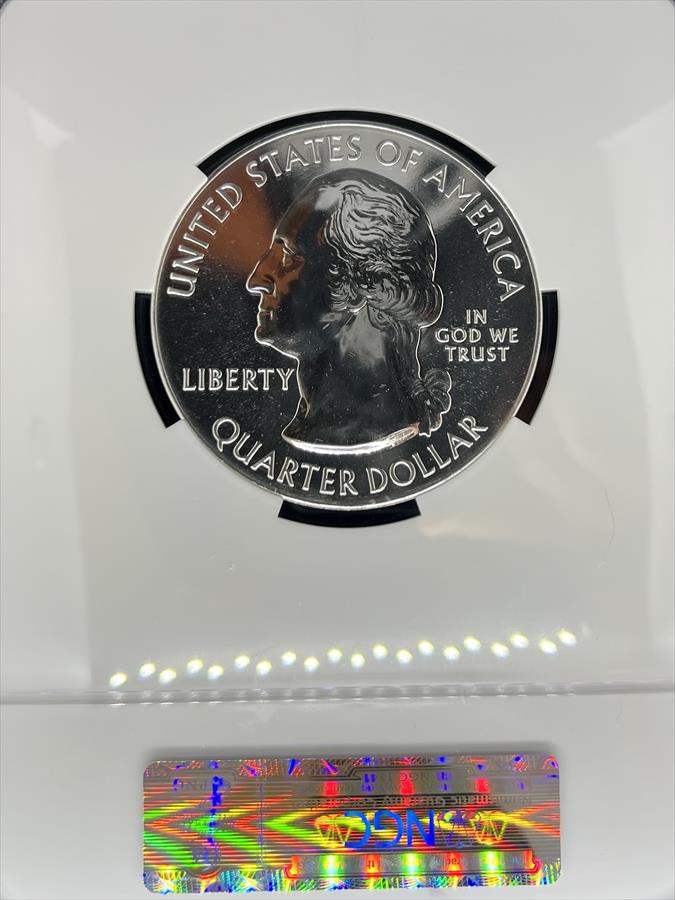 UNITED STATES OF AMERICA
LIBERTY
IN
GOD WE
TRUST
QUARTER DOLLAR
NGC